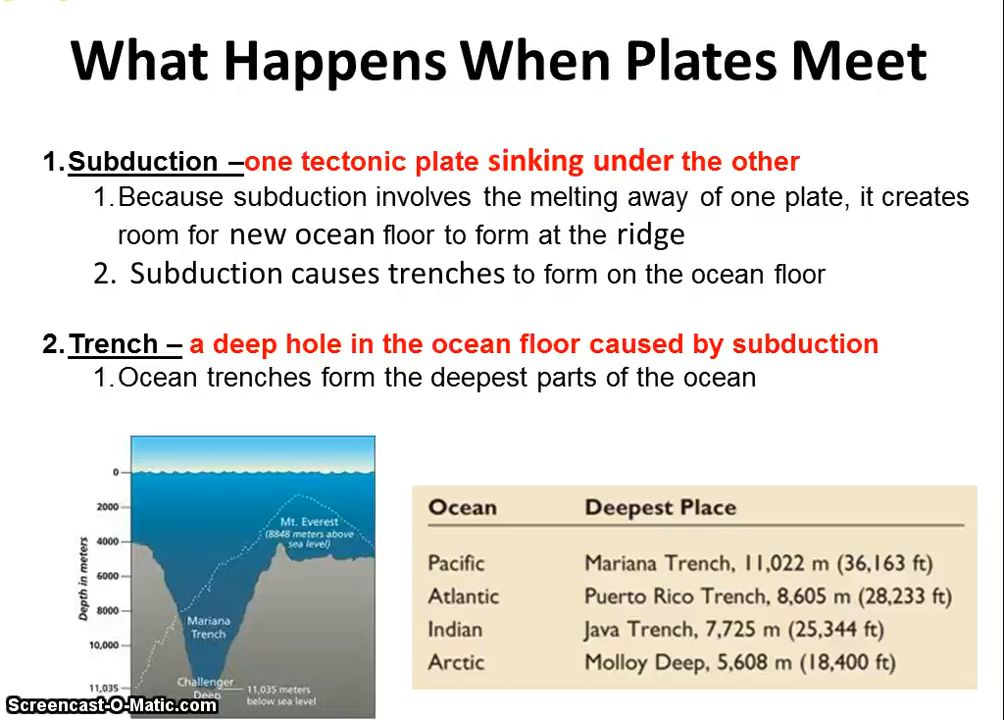 What Happens When Plates Meet
1. Subduction –one tectonic plate sinking under the other
1. Because subduction involves the melting away of one plate, it creates
room for new ocean floor to form at the ridge
2. Subduction causes trenches to form on the ocean floor
2. Trench – a deep hole in the ocean floor caused by subduction
1. Ocean trenches form the deepest parts of the ocean
Depth in meters
0
2000
4000
6000
8000
10,000
11,035
Mt. Everest
(8848 meters above
sea level)
Mariana
Trench
Challenger
Deep
11,035 meters
below sea level
Ocean Deepest Place
Pacific Mariana Trench, 11,022 m (36,163 ft)
Atlantic Puerto Rico Trench, 8,605 m (28,233 ft)
Indian Java Trench, 7,725 m (25,344 ft)
Arctic Molloy Deep, 5,608 m (18,400 ft)
Screencast-O-Matic.com